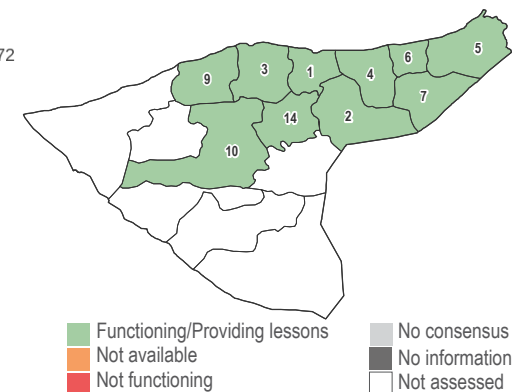 72
5
6
4
1
3
9
7
2
14
10
Functioning/Providing lessons
Not available
Not functioning
No consensus
No information
Not assessed